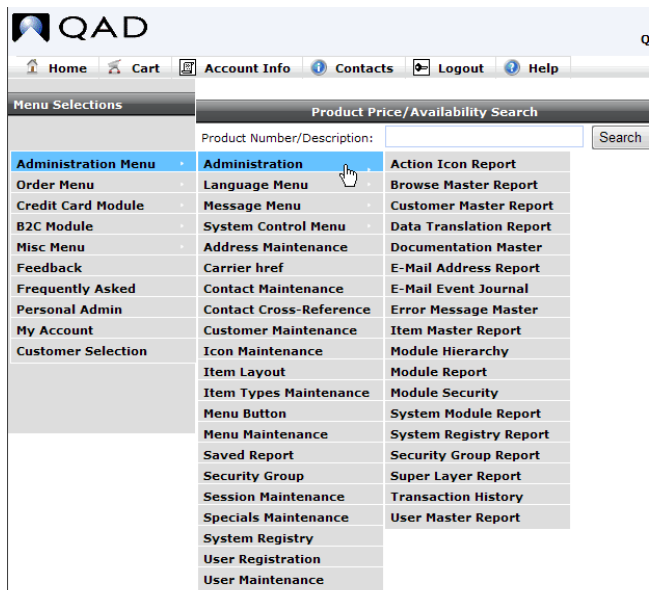 QAD
Q
Home Cart Account Info Contacts Logout Help
Menu Selections
Product Price/Availability Search
Product Number/Description: Search
Administration Menu
Order Menu
Credit Card Module
B2C Module
Misc Menu
Feedback
Frequently Asked
Personal Admin
My Account
Customer Selection
Administration
Language Menu
Message Menu
System Control Menu
Address Maintenance
Carrier href
Contact Maintenance
Contact Cross-Reference
Customer Maintenance
Icon Maintenance
Item Layout
Item Types Maintenance
Menu Button
Menu Maintenance
Saved Report
Security Group
Session Maintenance
Specials Maintenance
System Registry
User Registration
User Maintenance
Action Icon Report
Browse Master Report
Customer Master Report
Data Translation Report
Documentation Master
E-Mail Address Report
E-Mail Event Journal
Error Message Master
Item Master Report
Module Hierarchy
Module Report
Module Security
System Module Report
System Registry Report
Security Group Report
Super Layer Report
Transaction History
User Master Report